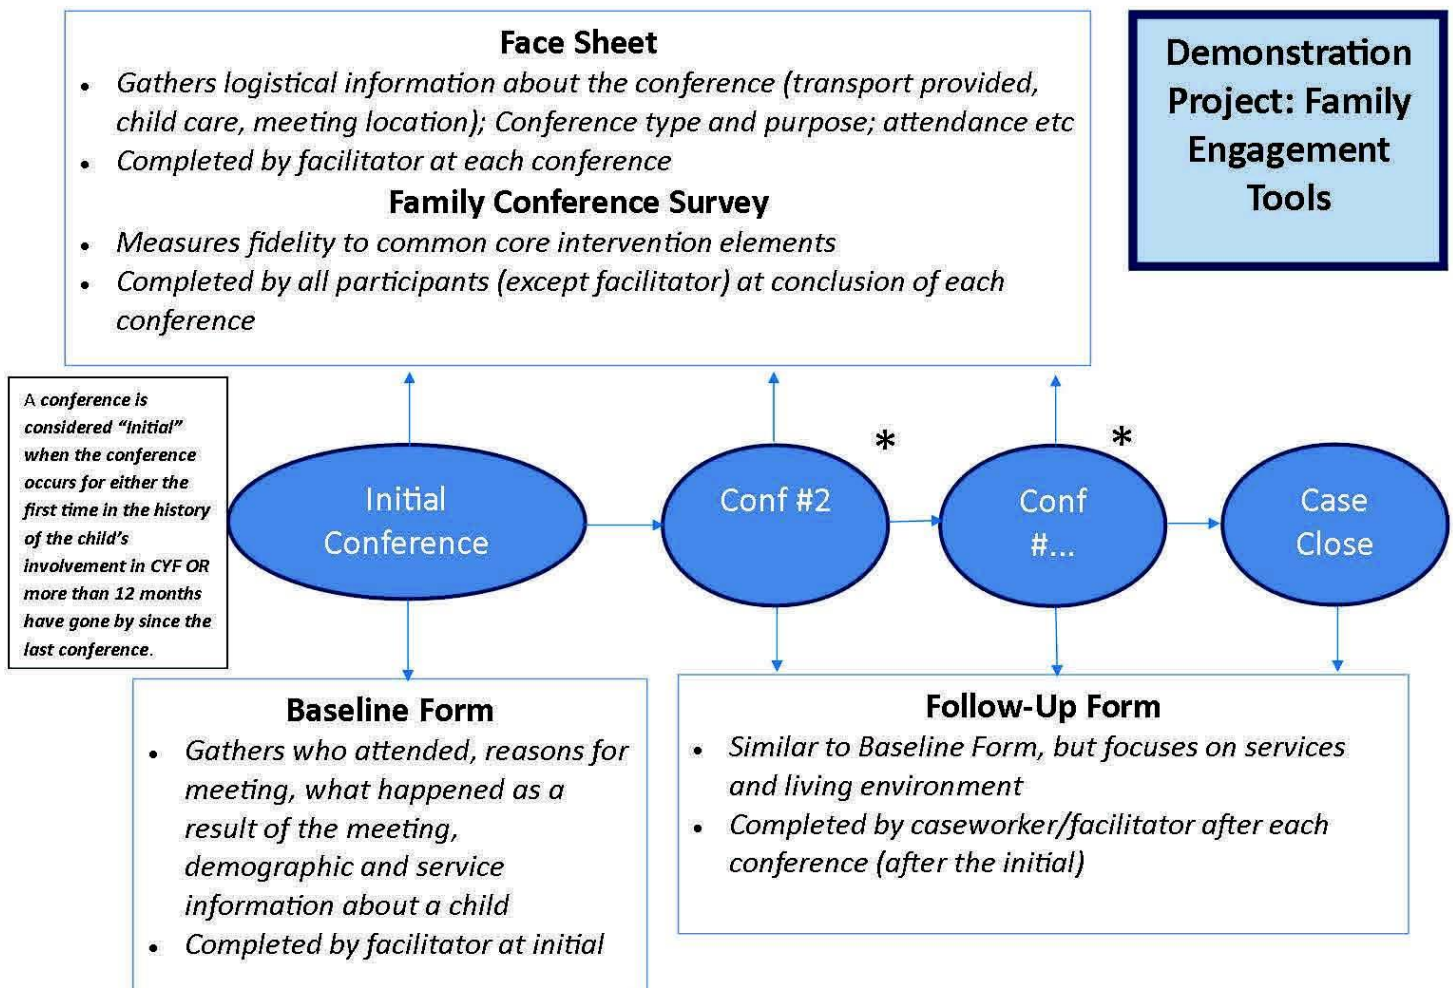 Face Sheet
• Gathers logistical information about the conference (transport provided,
child care, meeting location); Conference type and purpose; attendance etc
• Completed by facilitator at each conference
Family Conference Survey
• Measures fidelity to common core intervention elements
• Completed by all participants (except facilitator) at conclusion of each
conference
Demonstration
Project: Family
Engagement
Tools
A conference is
considered “Initial”
when the conference
occurs for either the
first time in the history
of the child’s
involvement in CYF OR
more than 12 months
have gone by since the
last conference.
Initial
Conference
Conf #2
*
Conf
#...
*
Case
Close
Baseline Form
• Gathers who attended, reasons for
meeting, what happened as a
result of the meeting,
demographic and service
information about a child
• Completed by facilitator at initial
Follow-Up Form
• Similar to Baseline Form, but focuses on services
and living environment
• Completed by caseworker/facilitator after each
conference (after the initial)